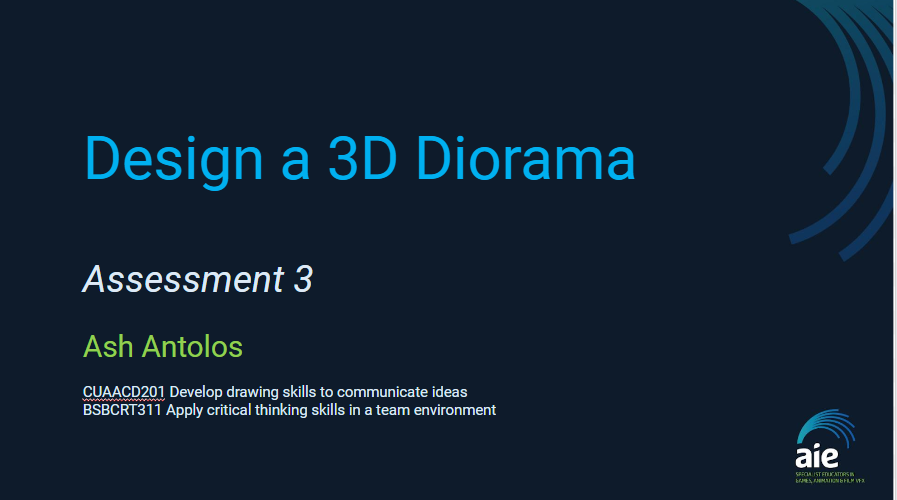 Design a 3D Diorama
Assessment 3
Ash Antolos
CUAACD201 Develop drawing skills to communicate ideas
BSBCRT311 Apply critical thinking skills in a team environment
aie
SPECIALIST EDUCATORS IN
GAMES, ANIMATION & FILM VFX